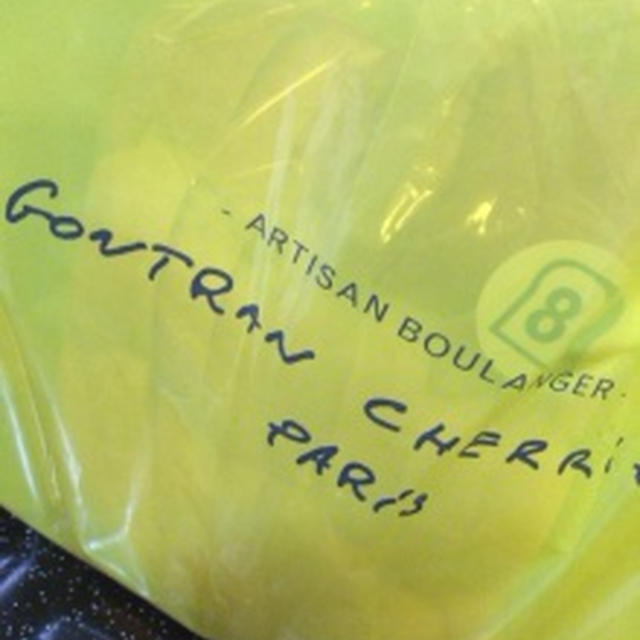 - ARTISAN BOULANGER -
8
GONTRAN CHERRI
PARIS